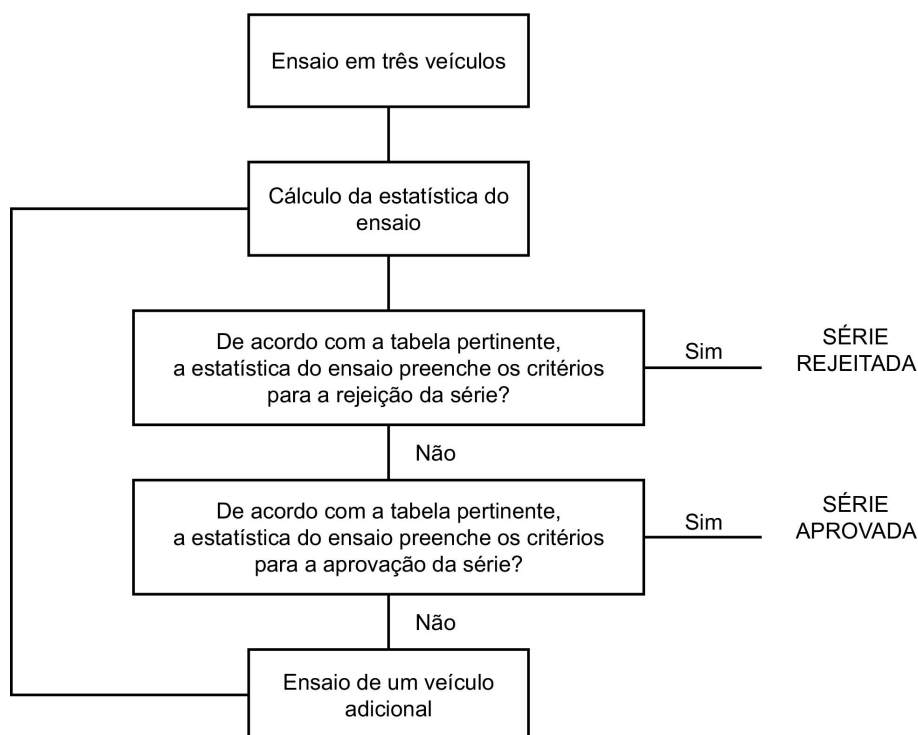 Ensaio em três veículos
Cálculo da estatística do
ensaio
De acordo com a tabela pertinente,
a estatística do ensaio preenche os critérios
para a rejeição da série?
Sim
SÉRIE
REJEITADA
Não
De acordo com a tabela pertinente,
a estatística do ensaio preenche os critérios
para a aprovação da série?
Sim
SÉRIE
APROVADA
Não
Ensaio de um veículo
adicional